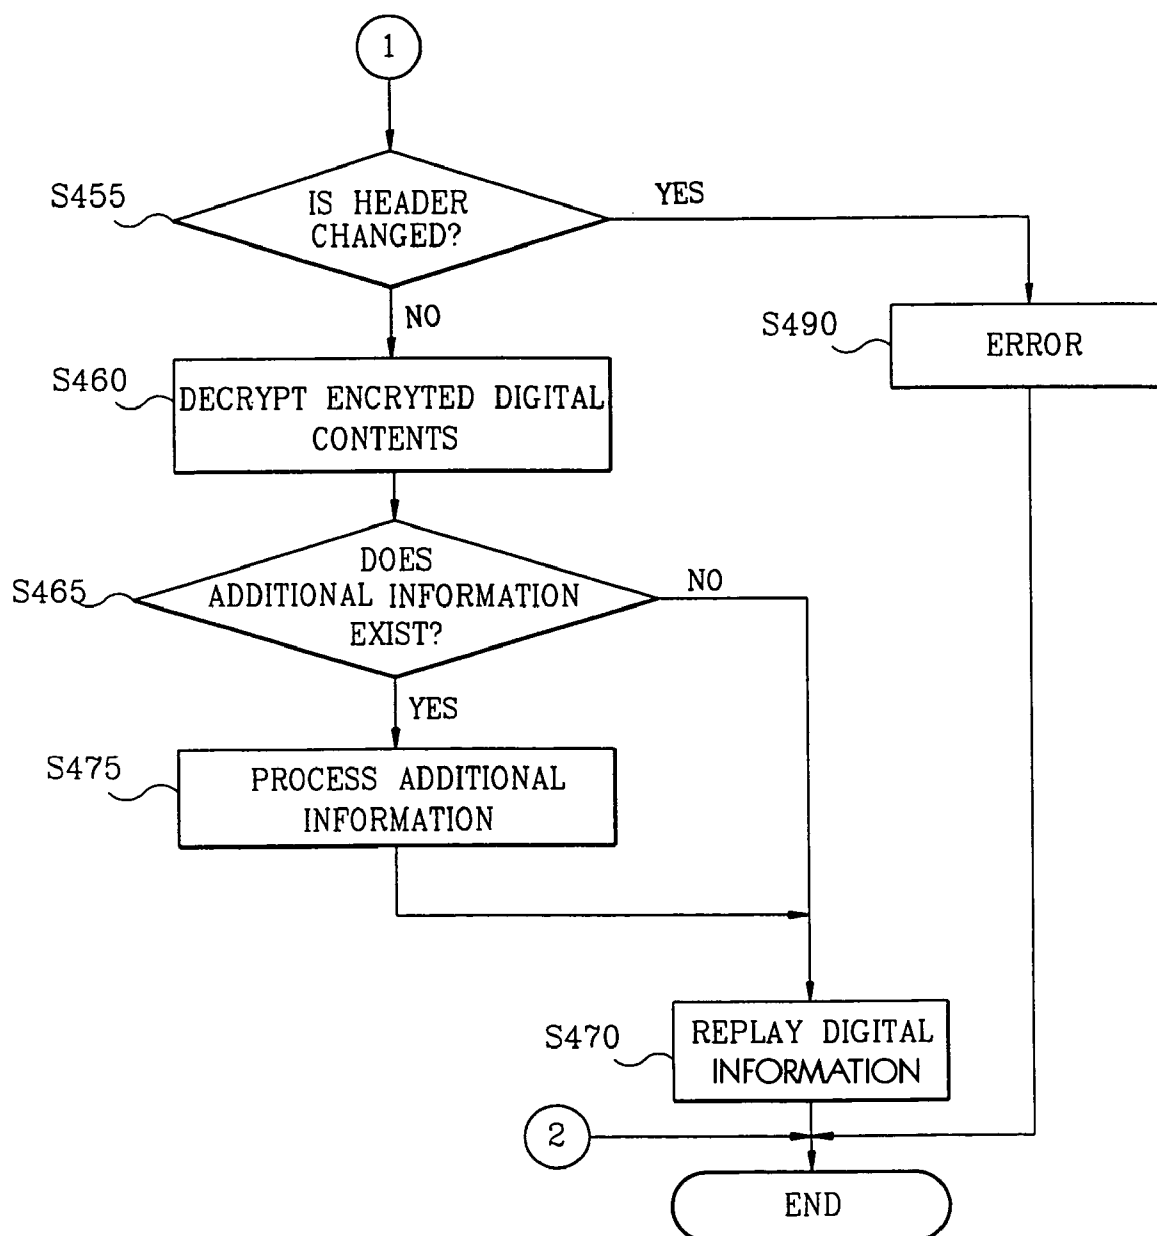 1
S455
IS HEADER
CHANGED?
YES
NO
S490
ERROR
S460
DECRYPT ENCRYTED DIGITAL
CONTENTS
S465
DOES
ADDITIONAL INFORMATION
EXIST?
NO
YES
S475
PROCESS ADDITIONAL
INFORMATION
S470
REPLAY DIGITAL
INFORMATION
2
END